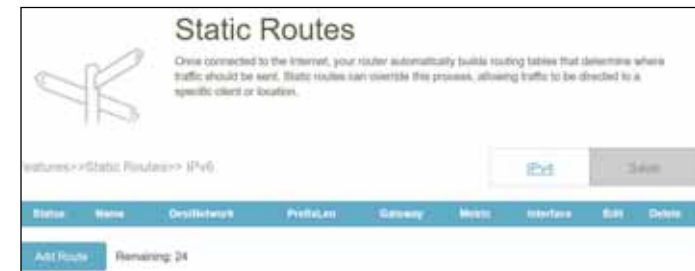 Static Routes
Once connected to the Internet, your router automatically builds routing tables that determine where
traffic should be sent. Static routes can override this process, allowing traffic to be directed to a
specific client or location.
eatures>>Static Routes>> IPv6
IPv4
Save
Status Name DestNetwork PrefixLen Gateway Metric Interface Edit Delete
Add Route Remaining: 24